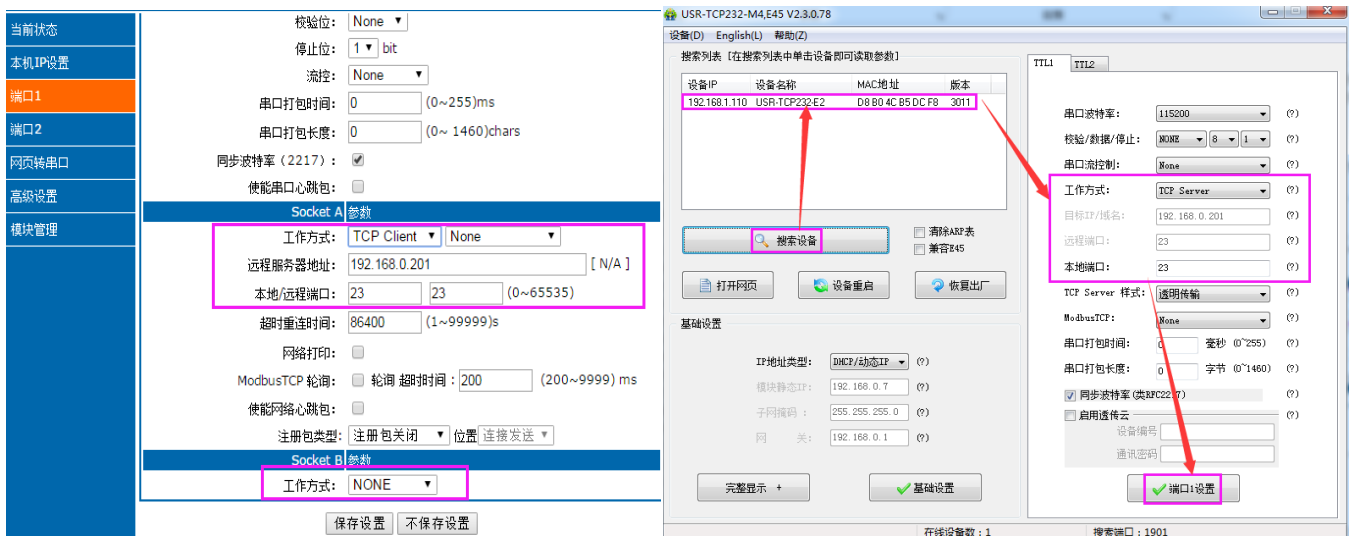 当前状态
本机IP设置
端口1
端口2
网页转串口
高级设置
模块管理
校验位: None
停止位: 1 bit
流控: None
串口打包时间: 0 (0~255)ms
串口打包长度: 0 (0~ 1460)chars
同步波特率（2217）:
使能串口心跳包:
Socket A 参数
工作方式: TCP Client None
远程服务器地址: 192.168.0.201 [ N/A ]
本地/远程端口: 23 23 (0~65535)
超时重连时间: 86400 (1~99999)s
网络打印:
ModbusTCP 轮询: 轮询 超时时间：200 (200~9999) ms
使能网络心跳包:
注册包类型: 注册包关闭 位置 连接发送
Socket B 参数
工作方式: NONE
保存设置 不保存设置
USR-TCP232-M4,E45 V2.3.0.78
设备(D) English(L) 帮助(Z)
搜索列表 [在搜索列表中单击设备即可读取参数]
设备IP 设备名称 MAC地址 版本
192.168.1.110 USR-TCP232-E2 D8 B0 4C B5 DC F8 3011
搜索设备
清除ARP表
兼容E45
打开网页 设备重启 恢复出厂
基础设置
IP地址类型: DHCP/动态IP (?)
模块静态IP: 192.168.0.7 (?)
子网掩码 : 255.255.255.0 (?)
网 关: 192.168.0.1 (?)
完整显示 + 基础设置
TTL1 TTL2
串口波特率: 115200 (?)
校验/数据/停止: NONE 8 1 (?)
串口流控制: None (?)
工作方式: TCP Server (?)
目标IP/域名: 192.168.0.201 (?)
远程端口: 23 (?)
本地端口: 23 (?)
TCP Server 样式: 透明传输 (?)
ModbusTCP: None (?)
串口打包时间: 0 毫秒 (0~255) (?)
串口打包长度: 0 字节 (0~1460) (?)
同步波特率(类RFC2217) (?)
启用透传云 (?)
设备编号
通讯密码
端口1设置
在线设备数：1 搜索端口：1901